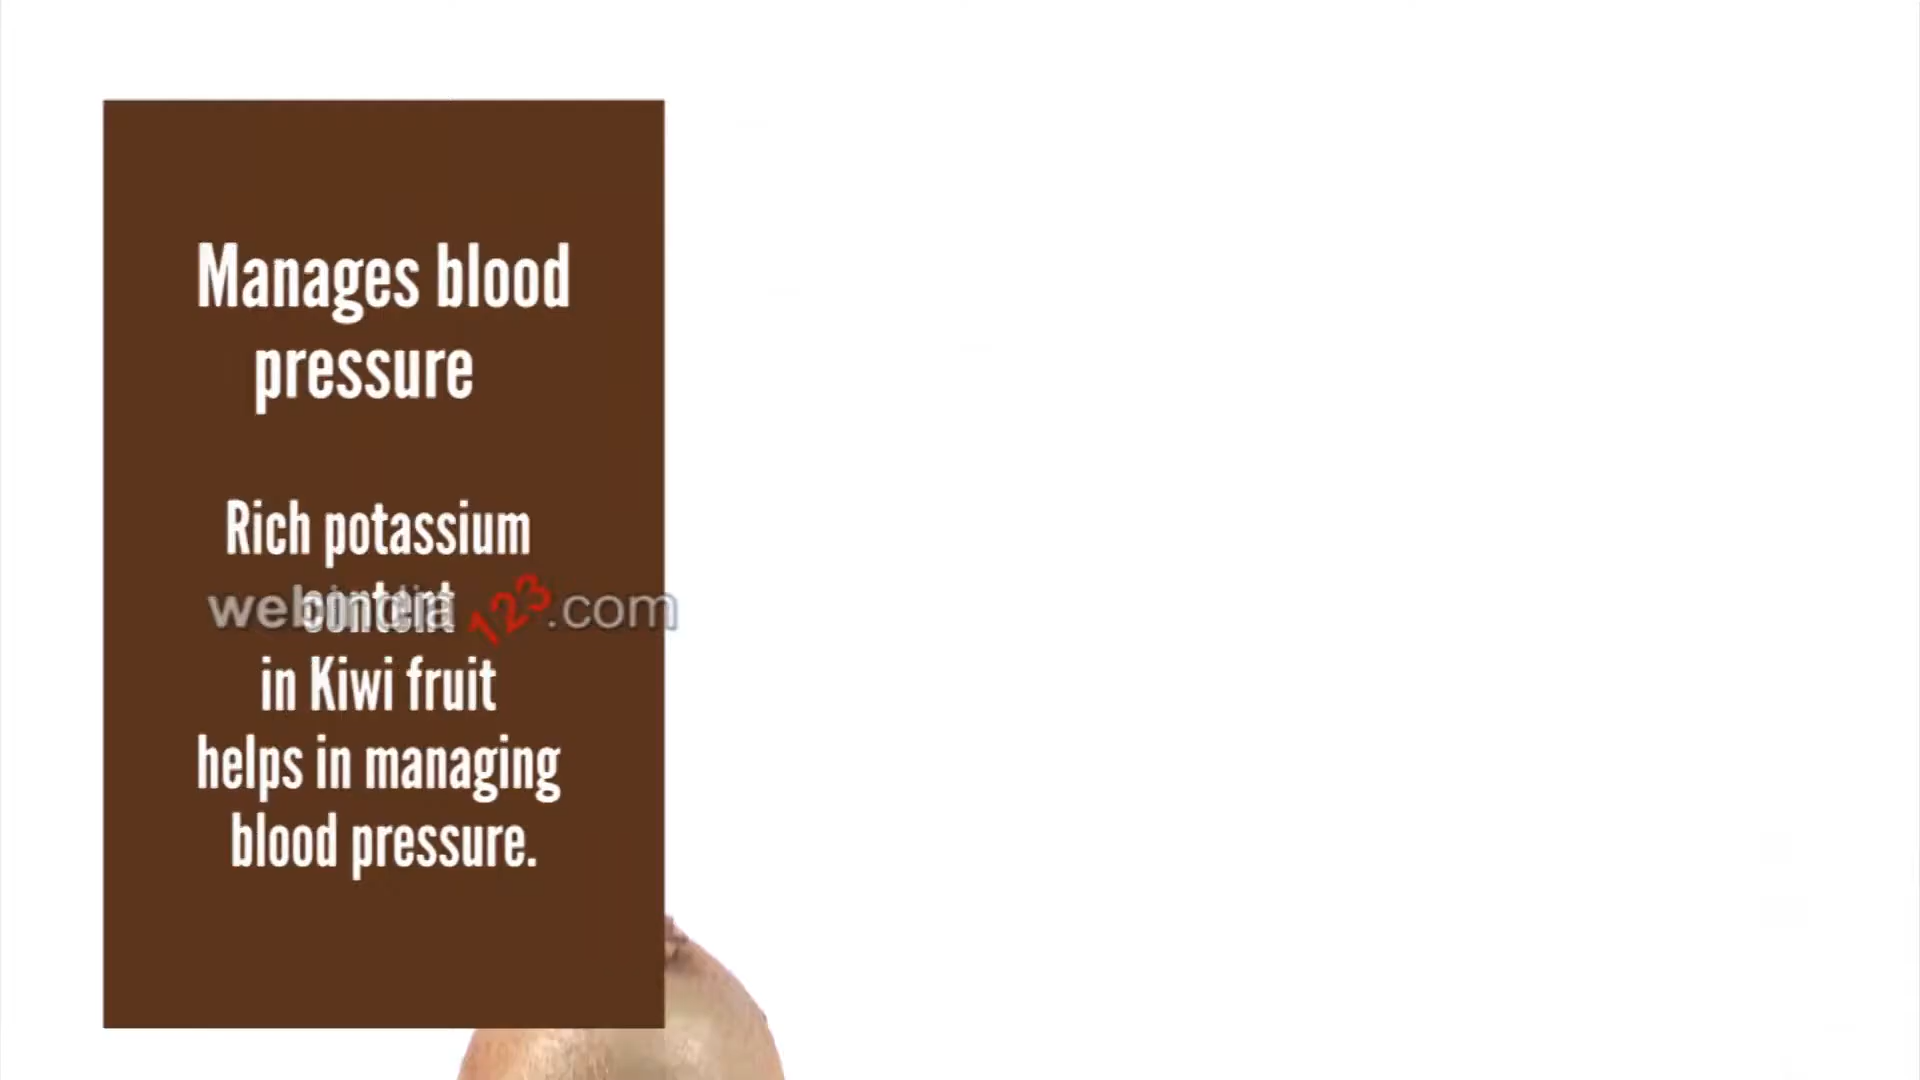 Manages blood
pressure
Rich potassium
content
webindia123.com
in Kiwi fruit
helps in managing
blood pressure.